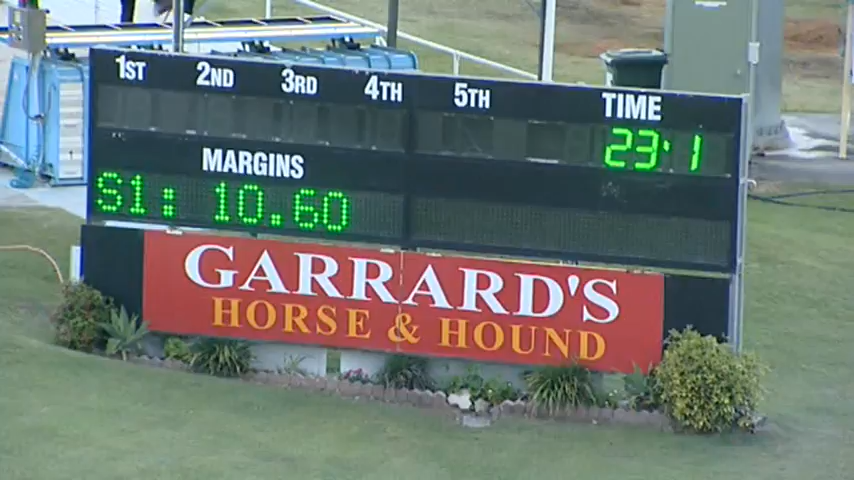 1ST 2ND 3RD 4TH 5TH TIME
23:1
MARGINS
S1: 10.60
GARRARD'S
HORSE & HOUND